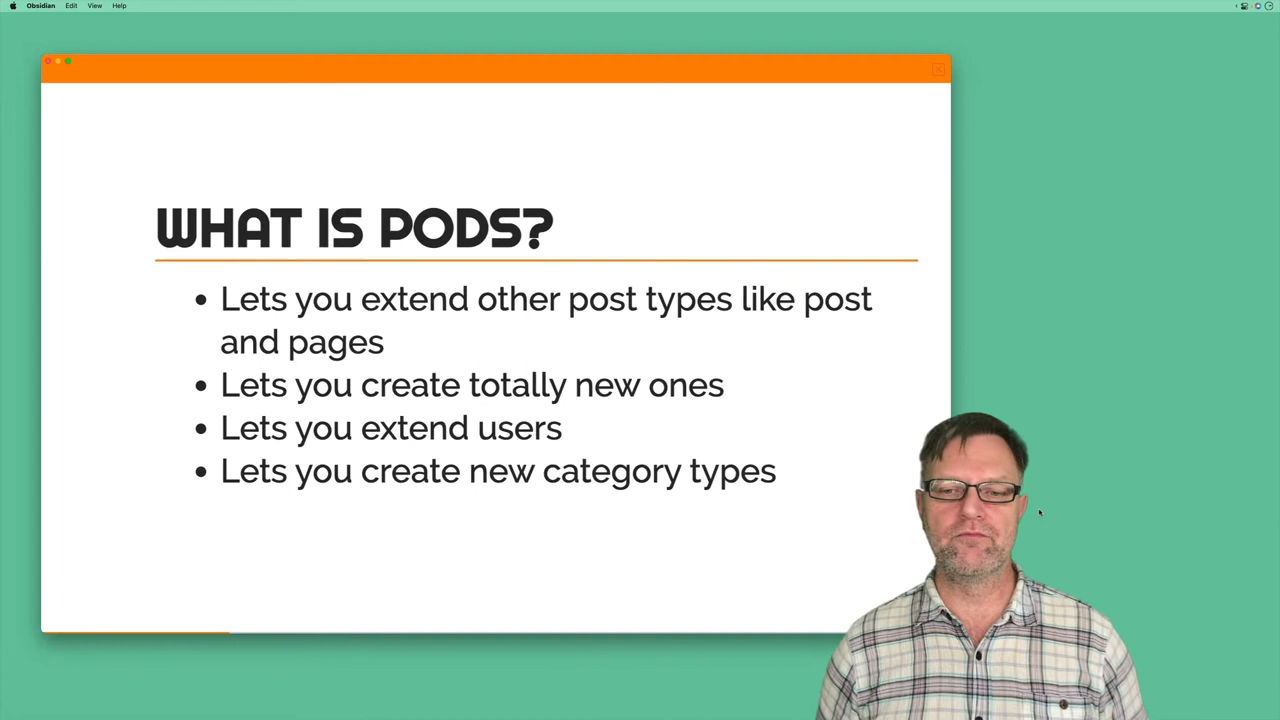 Obsidian Edit View Help
WHAT IS PODS?
• Lets you extend other post types like post
and pages
• Lets you create totally new ones
• Lets you extend users
• Lets you create new category types